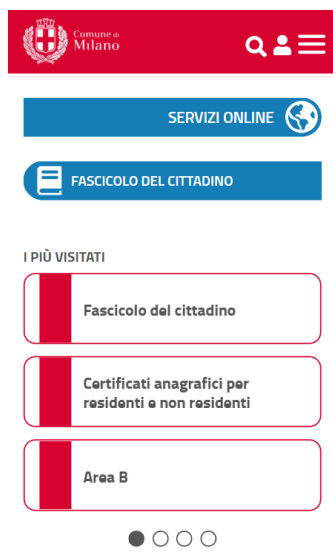 Comune di
Milano
SERVIZI ONLINE
FASCICOLO DEL CITTADINO
I PIÙ VISITATI
Fascicolo del cittadino
Certificati anagrafici per
residenti e non residenti
Area B